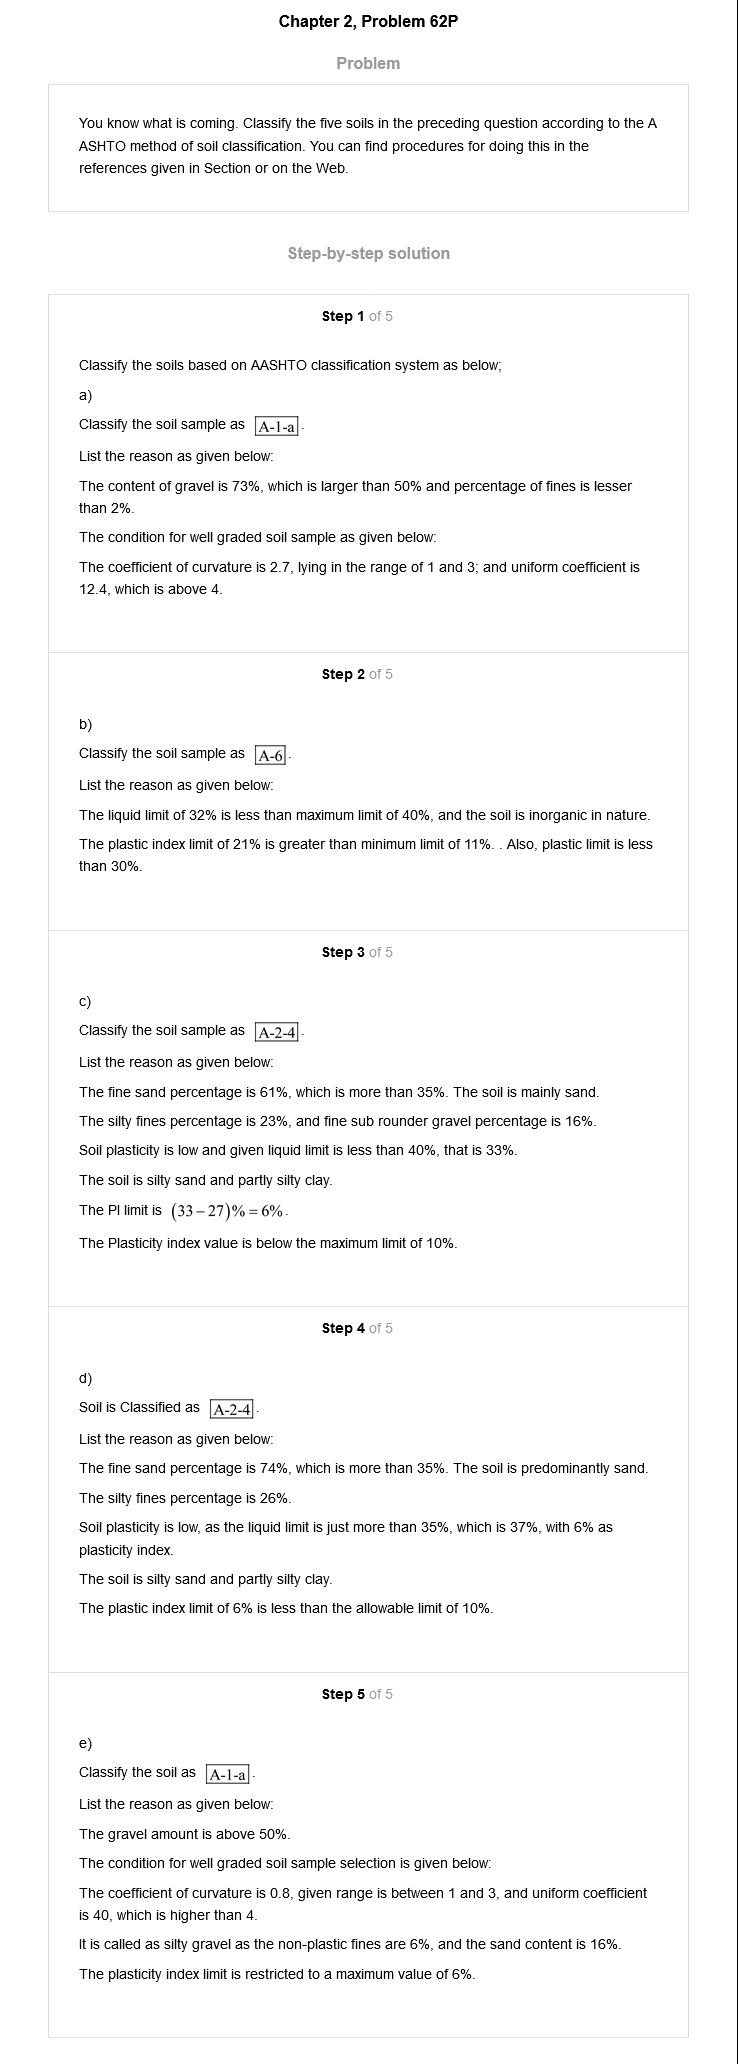 Chapter 2, Problem 62P
Problem
You know what is coming. Classify the five soils in the preceding question according to the A
ASHTO method of soil classification. You can find procedures for doing this in the
references given in Section or on the Web.
Step-by-step solution
Step 1 of 5
Classify the soils based on AASHTO classification system as below;
a)
Classify the soil sample as A-1-a.
List the reason as given below:
The content of gravel is 73%, which is larger than 50% and percentage of fines is lesser
than 2%.
The condition for well graded soil sample as given below:
The coefficient of curvature is 2.7, lying in the range of 1 and 3; and uniform coefficient is
12.4, which is above 4.
Step 2 of 5
b)
Classify the soil sample as A-6.
List the reason as given below:
The liquid limit of 32% is less than maximum limit of 40%, and the soil is inorganic in nature.
The plastic index limit of 21% is greater than minimum limit of 11%. . Also, plastic limit is less
than 30%.
Step 3 of 5
c)
Classify the soil sample as A-2-4.
List the reason as given below:
The fine sand percentage is 61%, which is more than 35%. The soil is mainly sand.
The silty fines percentage is 23%, and fine sub rounder gravel percentage is 16%.
Soil plasticity is low and given liquid limit is less than 40%, that is 33%.
The soil is silty sand and partly silty clay.
The PI limit is (33−27)% = 6%.
The Plasticity index value is below the maximum limit of 10%.
Step 4 of 5
d)
Soil is Classified as A-2-4.
List the reason as given below:
The fine sand percentage is 74%, which is more than 35%. The soil is predominantly sand.
The silty fines percentage is 26%.
Soil plasticity is low, as the liquid limit is just more than 35%, which is 37%, with 6% as
plasticity index.
The soil is silty sand and partly silty clay.
The plastic index limit of 6% is less than the allowable limit of 10%.
Step 5 of 5
e)
Classify the soil as A-1-a.
List the reason as given below:
The gravel amount is above 50%.
The condition for well graded soil sample selection is given below:
The coefficient of curvature is 0.8, given range is between 1 and 3, and uniform coefficient
is 40, which is higher than 4.
It is called as silty gravel as the non-plastic fines are 6%, and the sand content is 16%.
The plasticity index limit is restricted to a maximum value of 6%.